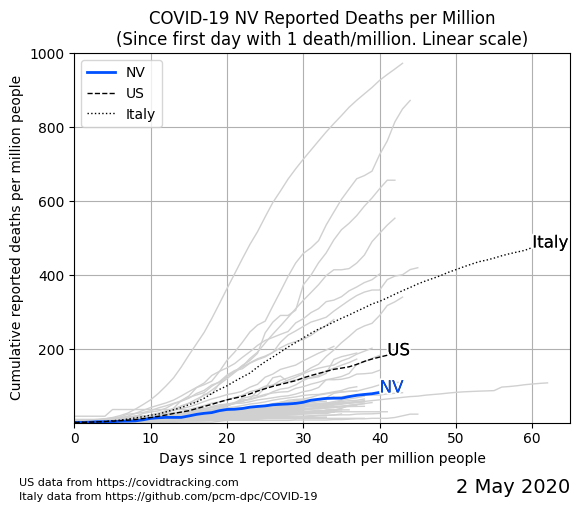 COVID-19 NV Reported Deaths per Million
(Since first day with 1 death/million. Linear scale)
Cumulative reported deaths per million people
1000
800
600
400
200
NV
US
Italy
Italy
US
NV
0
10
20
30
40
50
60
Days since 1 reported death per million people
US data from https://covidtracking.com
Italy data from https://github.com/pcm-dpc/COVID-19
2 May 2020